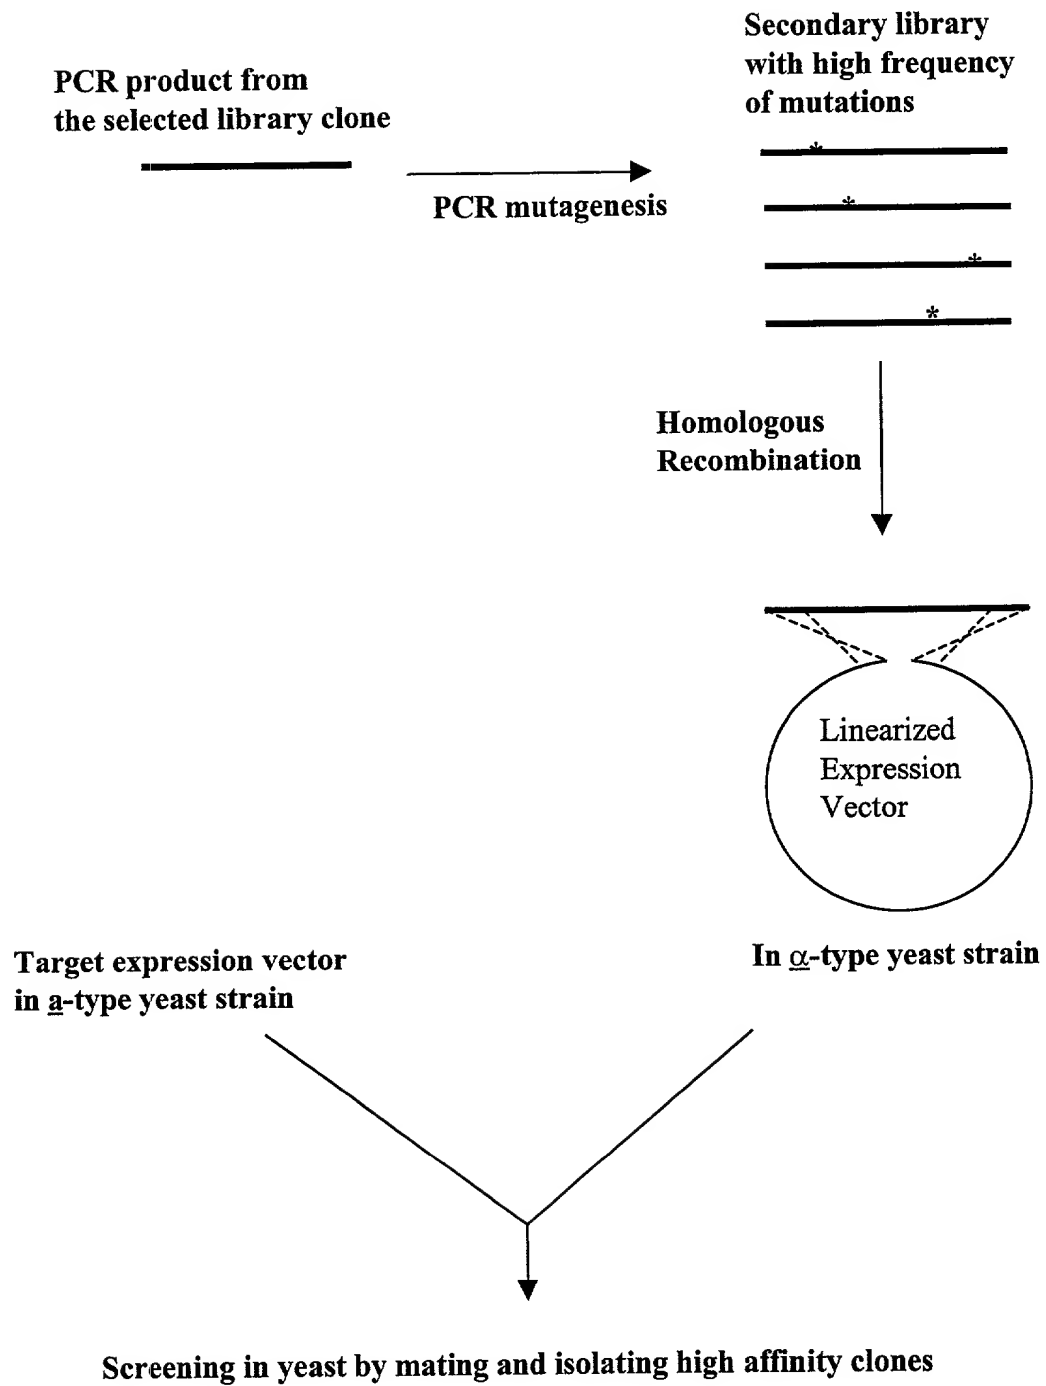 PCR product from
the selected library clone
PCR mutagenesis
Secondary library
with high frequency
of mutations
*
*
*
*
Homologous
Recombination
Linearized
Expression
Vector
In α-type yeast strain
Target expression vector
in a-type yeast strain
Screening in yeast by mating and isolating high affinity clones